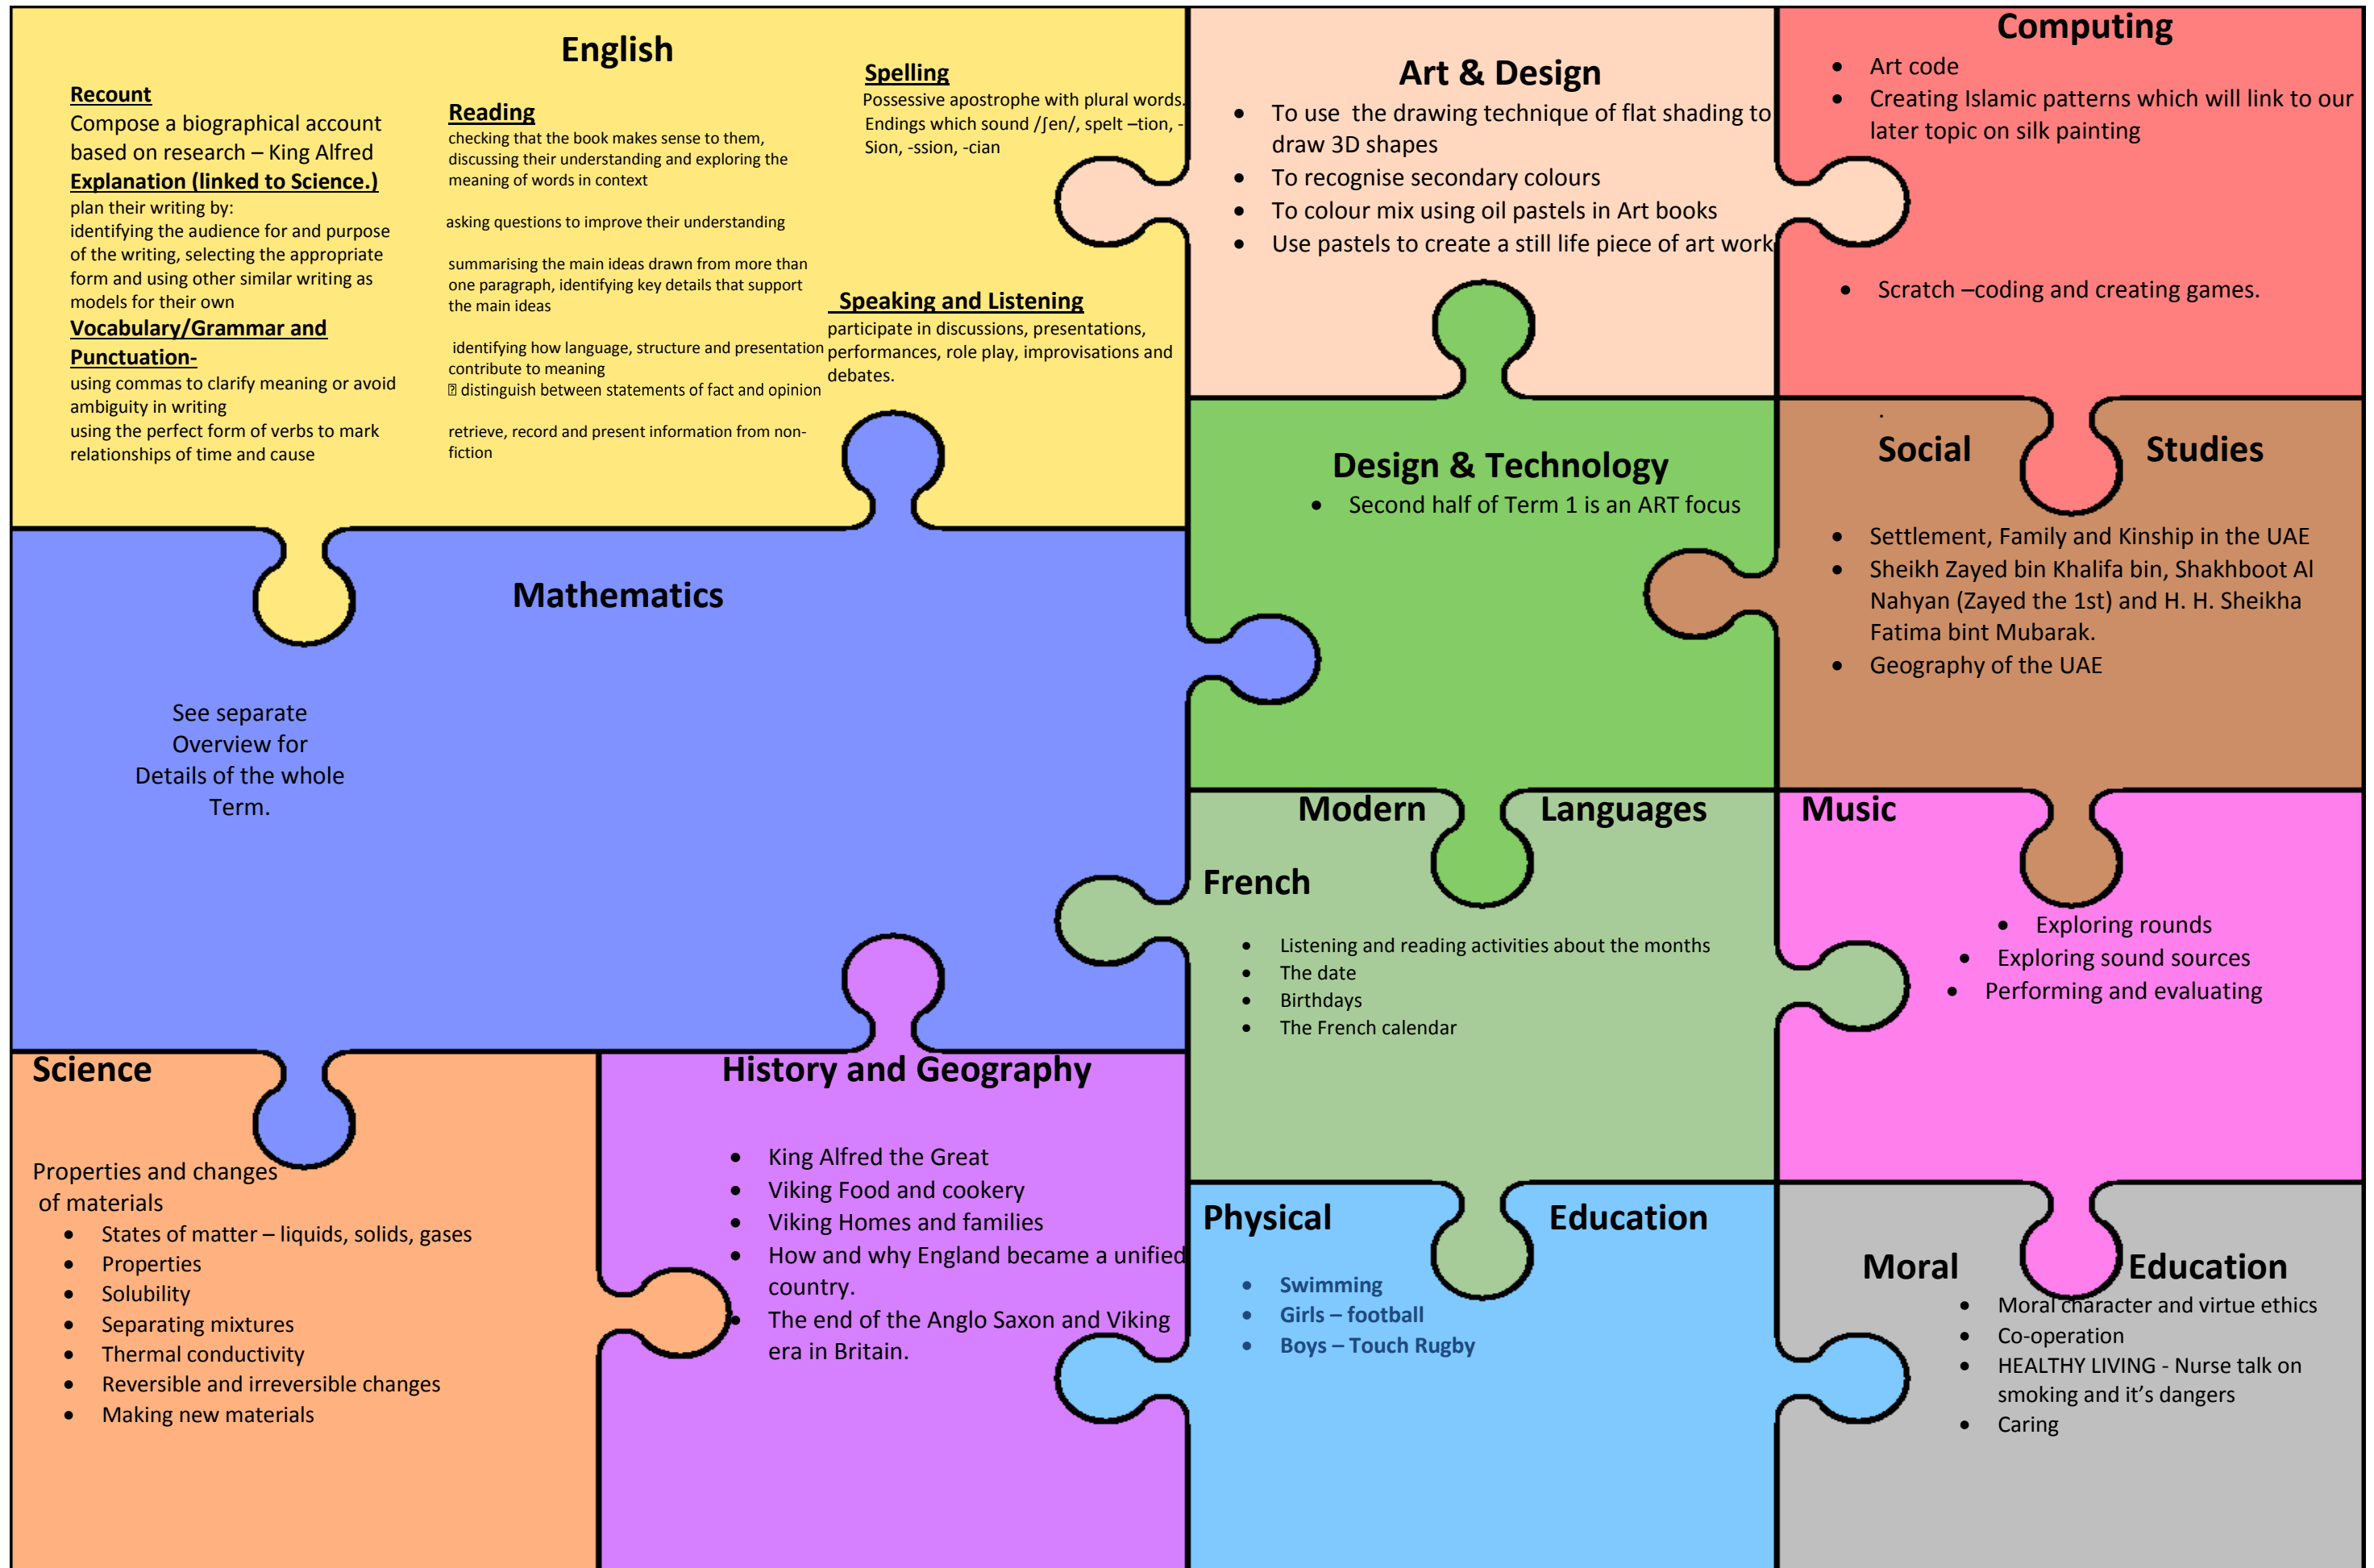 English
Recount
Compose a biographical account
based on research – King Alfred
Explanation (linked to Science.)
plan their writing by:
identifying the audience for and purpose
of the writing, selecting the appropriate
form and using other similar writing as
models for their own
Vocabulary/Grammar and
Punctuation-
using commas to clarify meaning or avoid
ambiguity in writing
using the perfect form of verbs to mark
relationships of time and cause
Reading
checking that the book makes sense to them,
discussing their understanding and exploring the
meaning of words in context
asking questions to improve their understanding
summarising the main ideas drawn from more than
one paragraph, identifying key details that support
the main ideas
identifying how language, structure and presentation
contribute to meaning
⍰ distinguish between statements of fact and opinion
retrieve, record and present information from non-
fiction
Spelling
Possessive apostrophe with plural words.
Endings which sound /ʃen/, spelt –tion, -
Sion, -ssion, -cian
Speaking and Listening
participate in discussions, presentations,
performances, role play, improvisations and
debates.
Art & Design
• To use the drawing technique of flat shading to
draw 3D shapes
• To recognise secondary colours
• To colour mix using oil pastels in Art books
• Use pastels to create a still life piece of art work
Computing
• Art code
• Creating Islamic patterns which will link to our
later topic on silk painting
• Scratch –coding and creating games.
.
Mathematics
See separate
Overview for
Details of the whole
Term.
Design & Technology
• Second half of Term 1 is an ART focus
Social Studies
• Settlement, Family and Kinship in the UAE
• Sheikh Zayed bin Khalifa bin, Shakhboot Al
Nahyan (Zayed the 1st) and H. H. Sheikha
Fatima bint Mubarak.
• Geography of the UAE
Modern Languages
French
• Listening and reading activities about the months
• The date
• Birthdays
• The French calendar
Music
• Exploring rounds
• Exploring sound sources
• Performing and evaluating
Science
Properties and changes
of materials
• States of matter – liquids, solids, gases
• Properties
• Solubility
• Separating mixtures
• Thermal conductivity
• Reversible and irreversible changes
• Making new materials
History and Geography
• King Alfred the Great
• Viking Food and cookery
• Viking Homes and families
• How and why England became a unified
country.
• The end of the Anglo Saxon and Viking
era in Britain.
Physical Education
• Swimming
• Girls – football
• Boys – Touch Rugby
Moral Education
• Moral character and virtue ethics
• Co-operation
• HEALTHY LIVING - Nurse talk on
smoking and it's dangers
• Caring